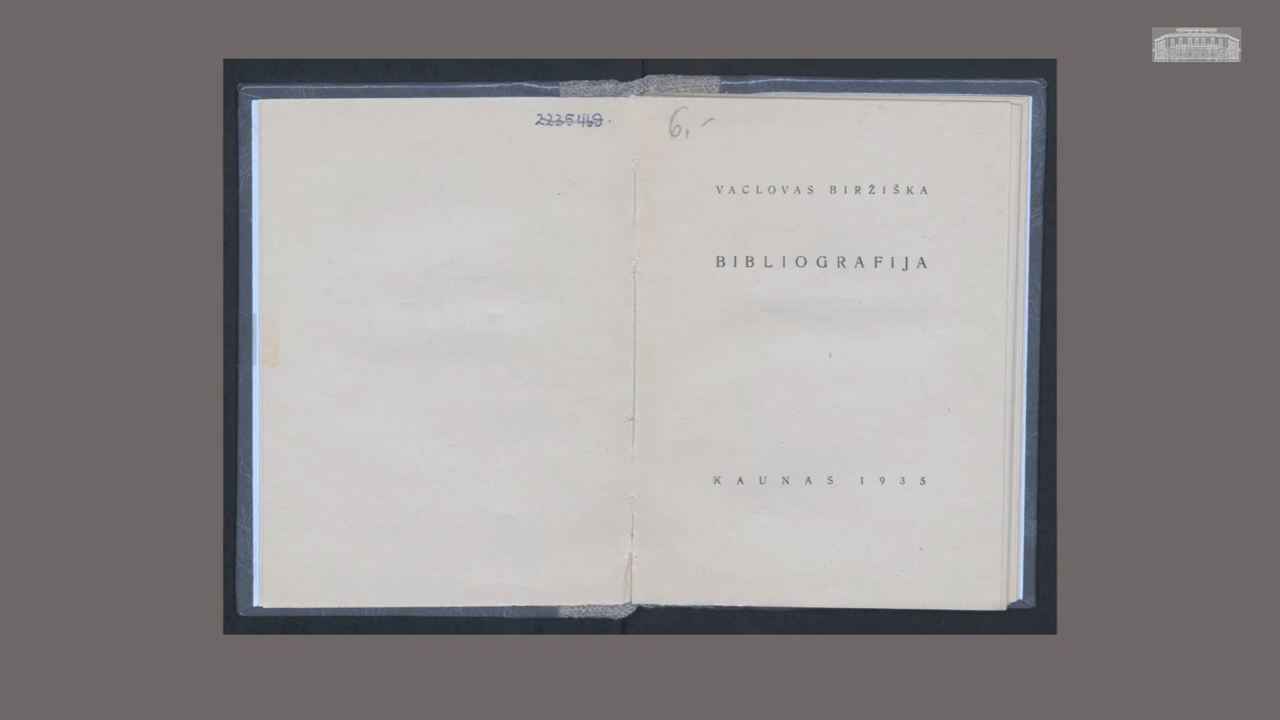 2235469.
6,-
VACLOVAS BIRŽIŠKA
BIBLIOGRAFIJA
KAUNAS 1935